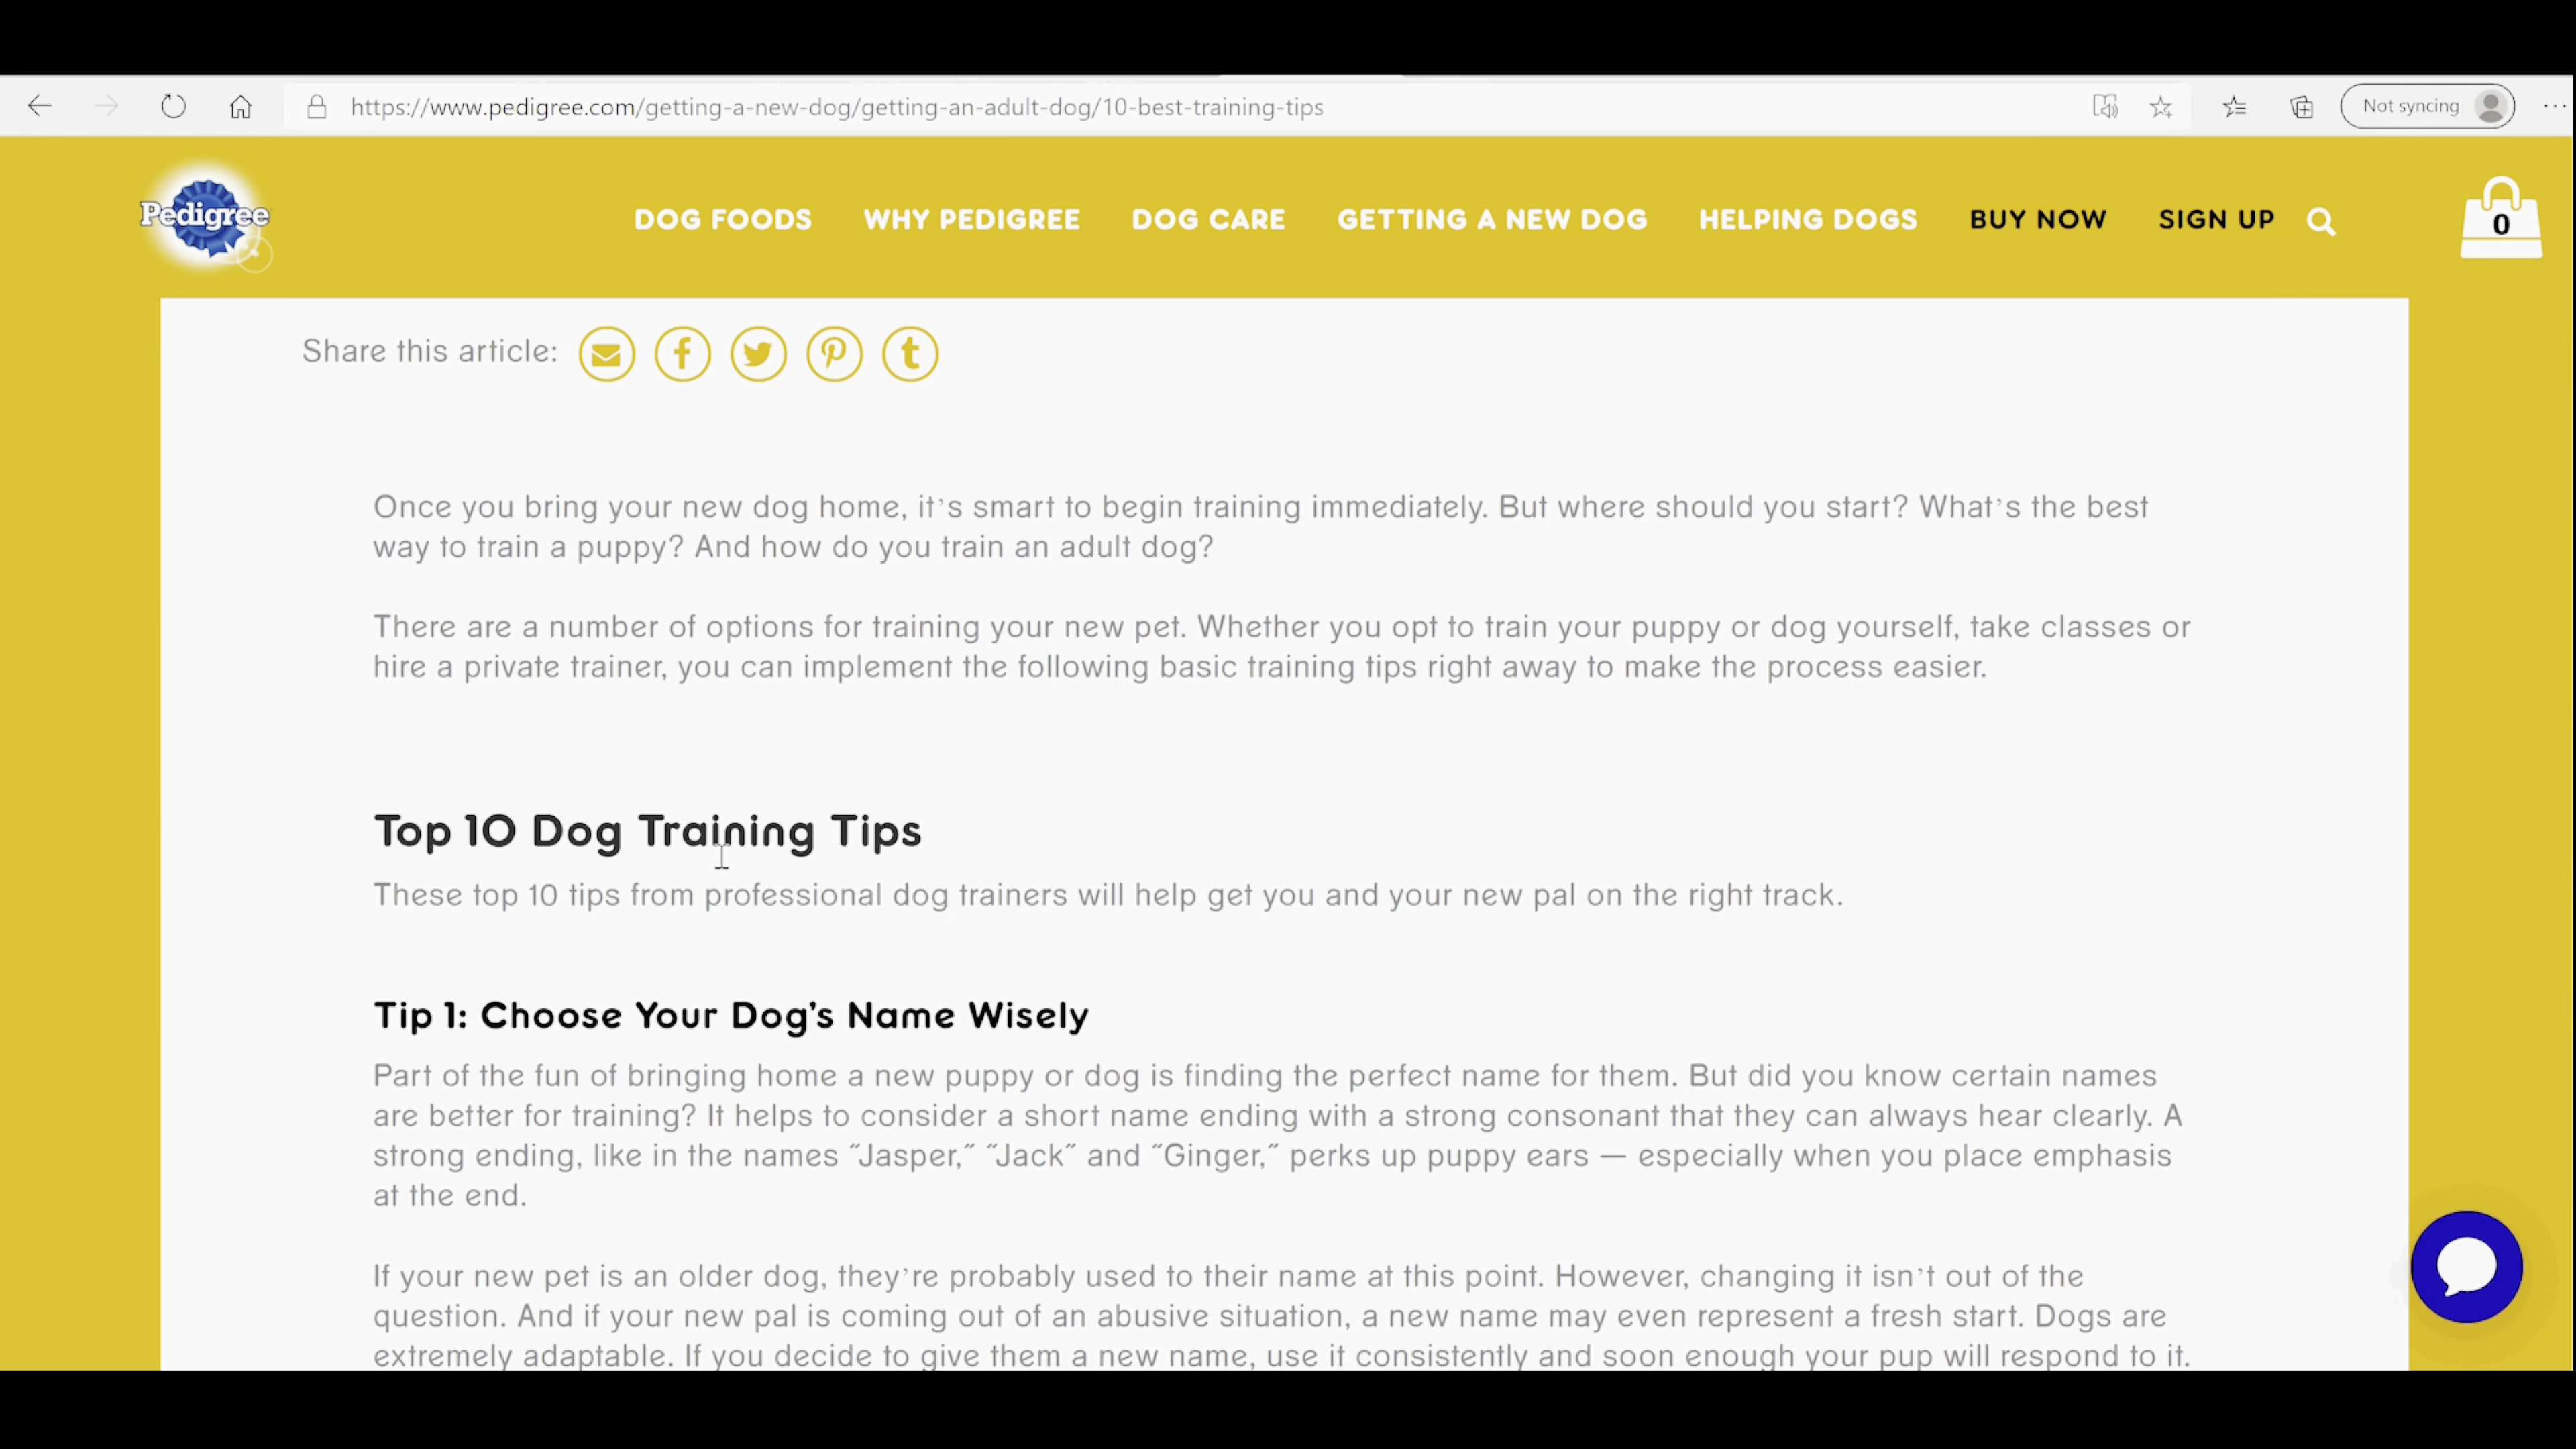 https://www.pedigree.com/getting-a-new-dog/getting-an-adult-dog/10-best-training-tips
Not syncing
Pedigree
DOG FOODS
WHY PEDIGREE
DOG CARE
GETTING A NEW DOG
HELPING DOGS
BUY NOW
SIGN UP
0
Share this article:
Once you bring your new dog home, it's smart to begin training immediately. But where should you start? What's the best
way to train a puppy? And how do you train an adult dog?
There are a number of options for training your new pet. Whether you opt to train your puppy or dog yourself, take classes or
hire a private trainer, you can implement the following basic training tips right away to make the process easier.
Top 10 Dog Training Tips
These top 10 tips from professional dog trainers will help get you and your new pal on the right track.
Tip 1: Choose Your Dog's Name Wisely
Part of the fun of bringing home a new puppy or dog is finding the perfect name for them. But did you know certain names
are better for training? It helps to consider a short name ending with a strong consonant that they can always hear clearly. A
strong ending, like in the names "Jasper," "Jack" and "Ginger," perks up puppy ears — especially when you place emphasis
at the end.
If your new pet is an older dog, they're probably used to their name at this point. However, changing it isn't out of the
question. And if your new pal is coming out of an abusive situation, a new name may even represent a fresh start. Dogs are
extremely adaptable. If you decide to give them a new name, use it consistently and soon enough your pup will respond to it.